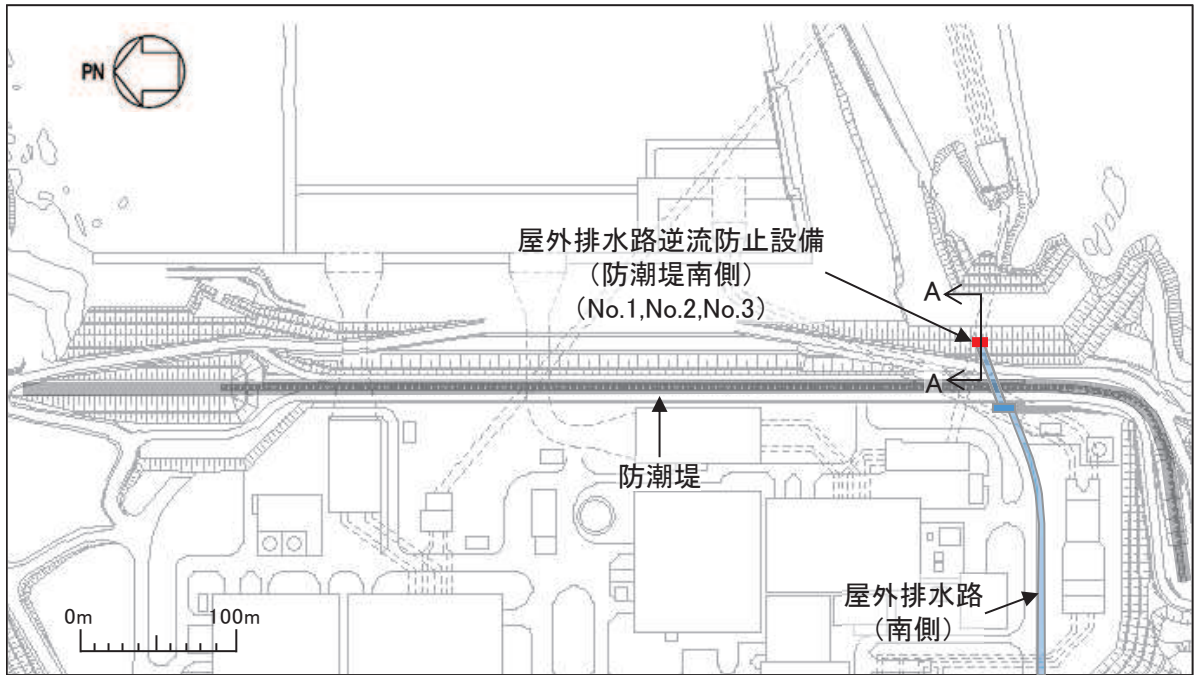 PN
屋外排水路逆流防止設備
（防潮堤南側）
（No.1,No.2,No.3）
A
A
防潮堤
屋外排水路
（南側）
0m 100m